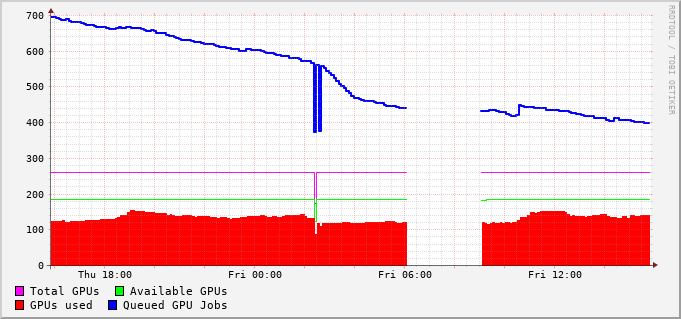 700
600
500
400
300
200
100
0
Thu 18:00 Fri 00:00 Fri 06:00 Fri 12:00
Total GPUs Available GPUs
GPUs used Queued GPU Jobs
RRDTOOL / TOBI OETIKER